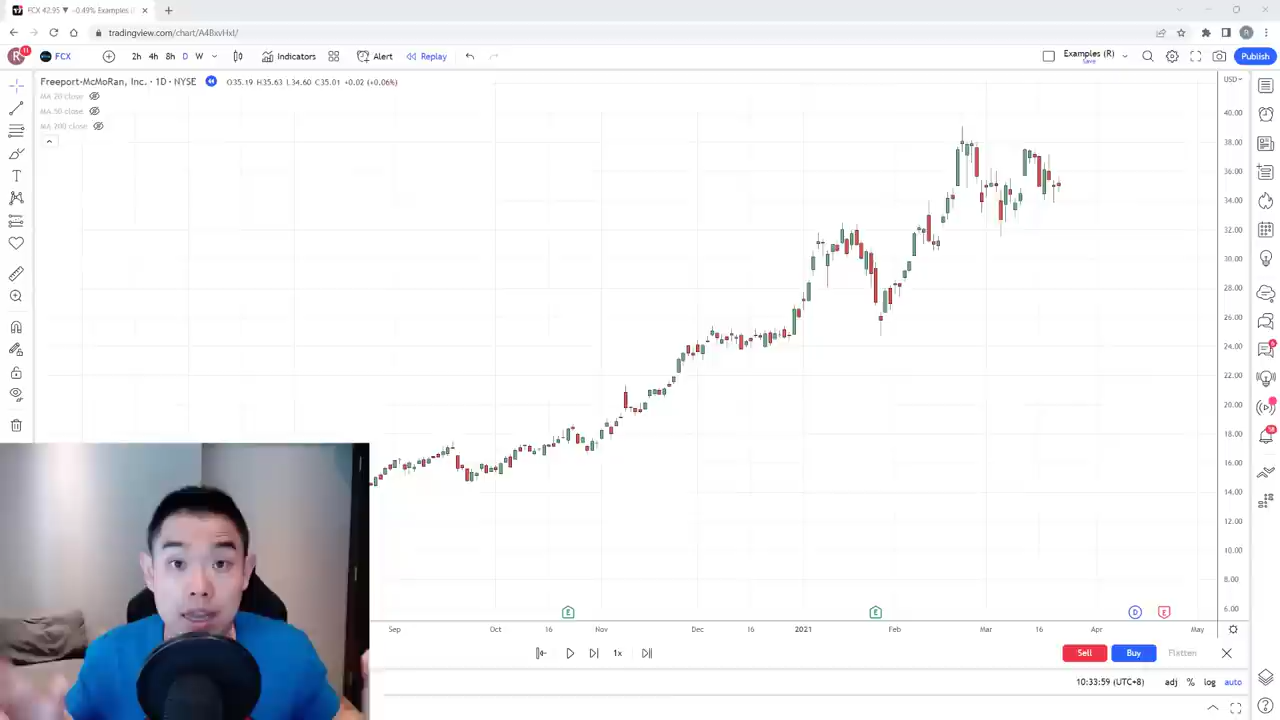 FCX 42.95 ▼ −0.49% Examples (
tradingview.com/chart/A4BxvHxI/
R 11 FCX 2h 4h 8h D W Indicators Alert Replay Examples (R) Save Publish
Freeport-McMoRan, Inc. · 1D · NYSE O35.19 H35.63 L34.60 C35.01 +0.02 (+0.06%)
USD
MA 20 close
MA 50 close
MA 200 close
40.00
38.00
36.00
34.00
32.00
30.00
28.00
26.00
24.00
22.00
20.00
18.00
16.00
14.00
12.00
10.00
8.00
6.00
E E D E
Sep Oct 16 Nov Dec 16 2021 Feb Mar 16 Apr May
1x Sell Buy Flatten
10:33:59 (UTC+8) adj % log auto